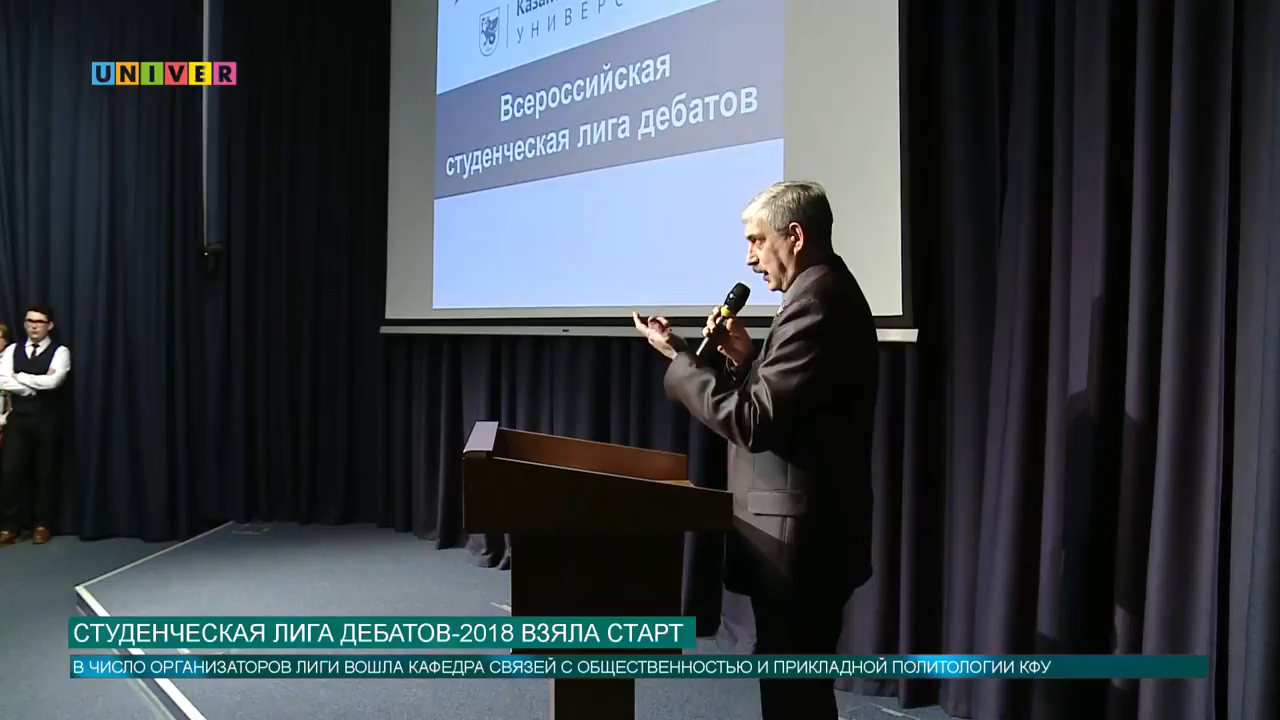 UNIVER
Всероссийская
студенческая лига дебатов
СТУДЕНЧЕСКАЯ ЛИГА ДЕБАТОВ-2018 ВЗЯЛА СТАРТ
В ЧИСЛО ОРГАНИЗАТОРОВ ЛИГИ ВОШЛА КАФЕДРА СВЯЗЕЙ С ОБЩЕСТВЕННОСТЬЮ И ПРИКЛАДНОЙ ПОЛИТОЛОГИИ КФУ